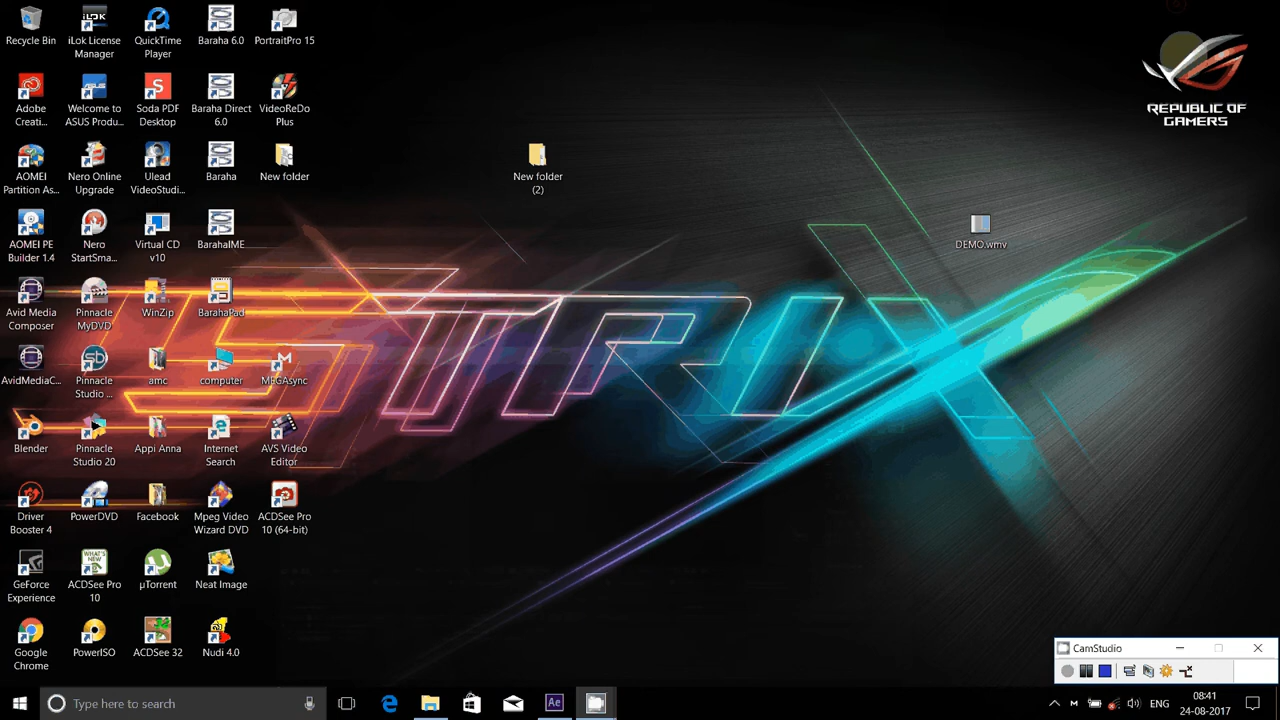 Recycle Bin
iLok License
Manager
QuickTime
Player
Baraha 6.0
PortraitPro 15
REPUBLIC OF
GAMERS
Adobe
Creati...
Welcome to
ASUS Produ...
Soda PDF
Desktop
Baraha Direct
6.0
VideoReDo
Plus
AOMEI
Partition As...
Nero Online
Upgrade
Ulead
VideoStudi...
Baraha
New folder
New folder
(2)
AOMEI PE
Builder 1.4
Nero
StartSma...
Virtual CD
v10
BarahaIME
DEMO.wmv
Avid Media
Composer
Pinnacle
MyDVD
WinZip
BarahaPad
STRIX
AvidMediaC...
Pinnacle
Studio ...
amc
computer
MEGAsync
Blender
Pinnacle
Studio 20
Appi Anna
Internet
Search
AVS Video
Editor
Driver
Booster 4
PowerDVD
Facebook
Mpeg Video
Wizard DVD
ACDSee Pro
10 (64-bit)
GeForce
Experience
ACDSee Pro
10
µTorrent
Neat Image
Google
Chrome
PowerISO
ACDSee 32
Nudi 4.0
CamStudio
Type here to search
Ae
ENG
08:41
24-08-2017